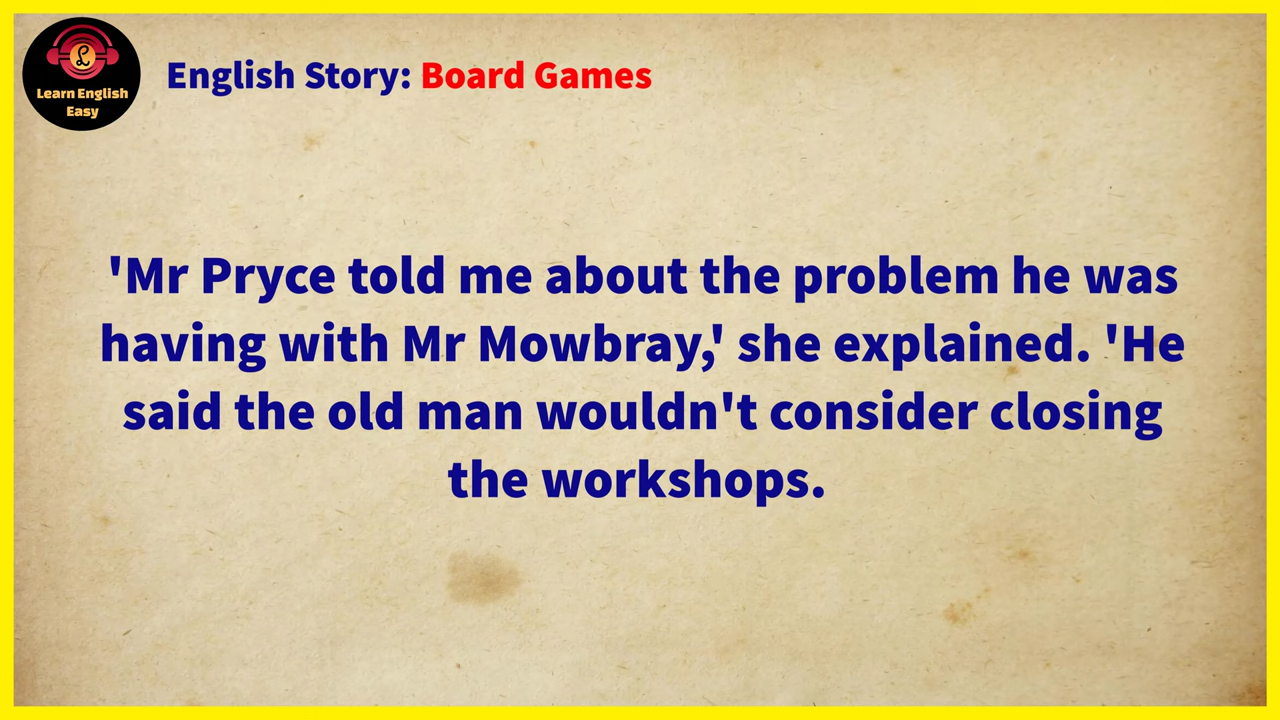 Learn English
Easy
English Story: Board Games
'Mr Pryce told me about the problem he was
having with Mr Mowbray,' she explained. 'He
said the old man wouldn't consider closing
the workshops.